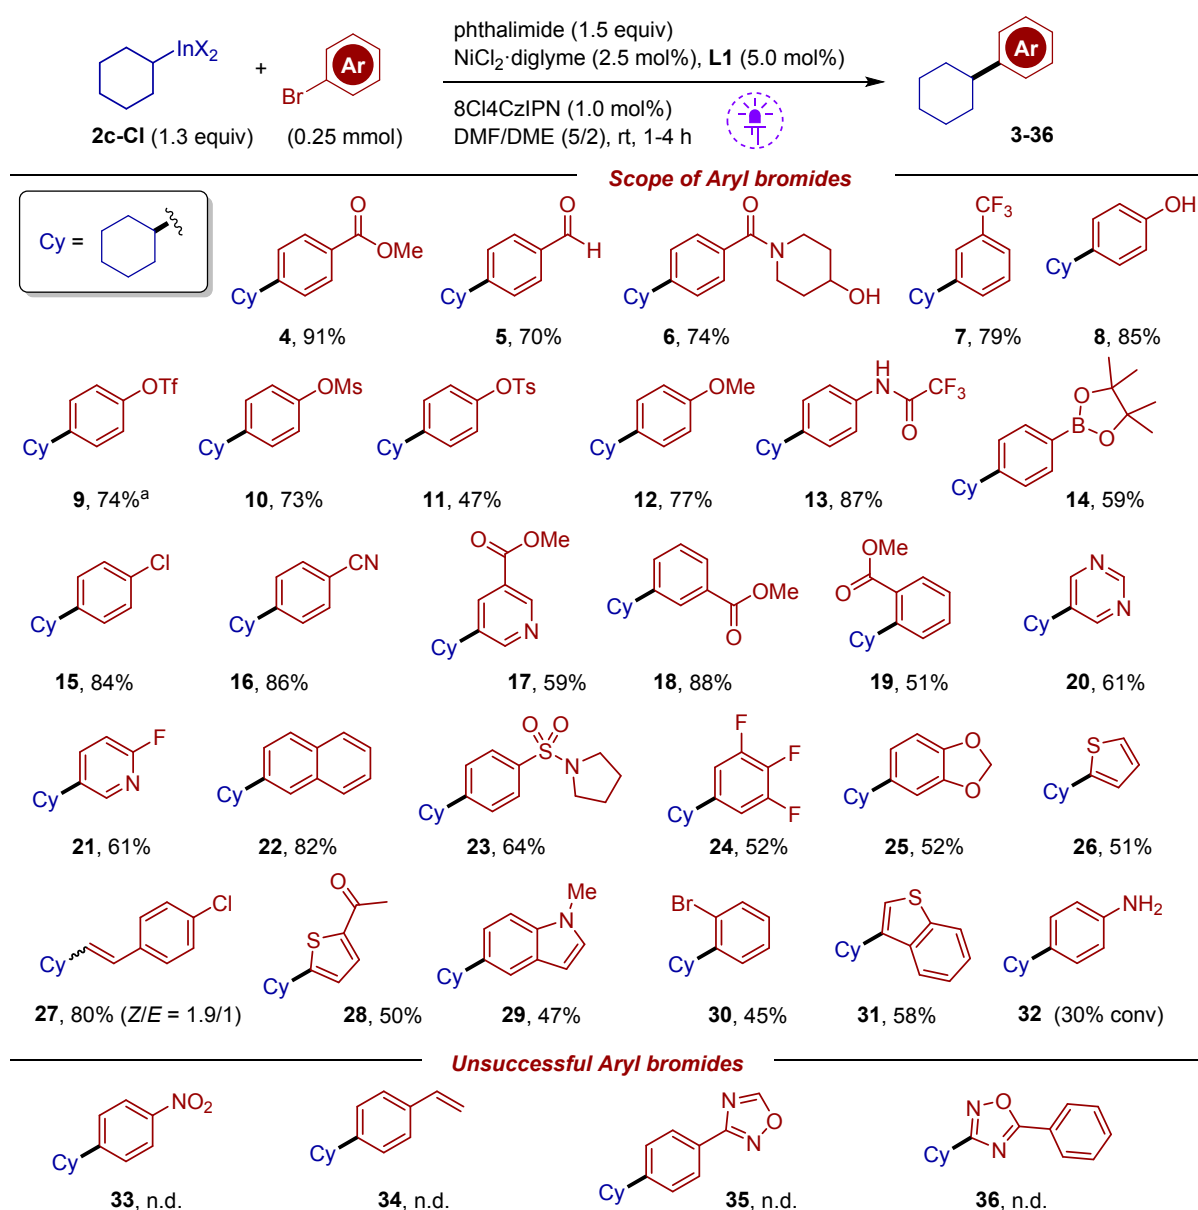 InX2
+
Br
Ar
2c-Cl (1.3 equiv)
(0.25 mmol)
phthalimide (1.5 equiv)
NiCl2·diglyme (2.5 mol%), L1 (5.0 mol%)
8Cl4CzIPN (1.0 mol%)
DMF/DME (5/2), rt, 1-4 h
Ar
3-36
Scope of Aryl bromides
Cy =
O
OMe
Cy
4, 91%
O
H
Cy
5, 70%
O
N
OH
Cy
6, 74%
CF3
Cy
7, 79%
OH
Cy
8, 85%
OTf
Cy
9, 74%a
OMs
Cy
10, 73%
OTs
Cy
11, 47%
OMe
Cy
12, 77%
H
N
CF3
O
Cy
13, 87%
O
B
O
Cy
14, 59%
Cl
Cy
15, 84%
CN
Cy
16, 86%
OMe
O
N
Cy
17, 59%
Cy
OMe
O
18, 88%
OMe
O
Cy
19, 51%
N
N
Cy
20, 61%
F
N
Cy
21, 61%
Cy
22, 82%
O O
S
N
Cy
23, 64%
F
F
F
Cy
24, 52%
O
O
Cy
25, 52%
S
Cy
26, 51%
Cl
Cy
27, 80% (Z/E = 1.9/1)
O
S
Cy
28, 50%
Me
N
Cy
29, 47%
Br
Cy
30, 45%
S
Cy
31, 58%
NH2
Cy
32 (30% conv)
Unsuccessful Aryl bromides
NO2
Cy
33, n.d.
Cy
34, n.d.
N
O
N
Cy
35, n.d.
O
N
N
Cy
36, n.d.